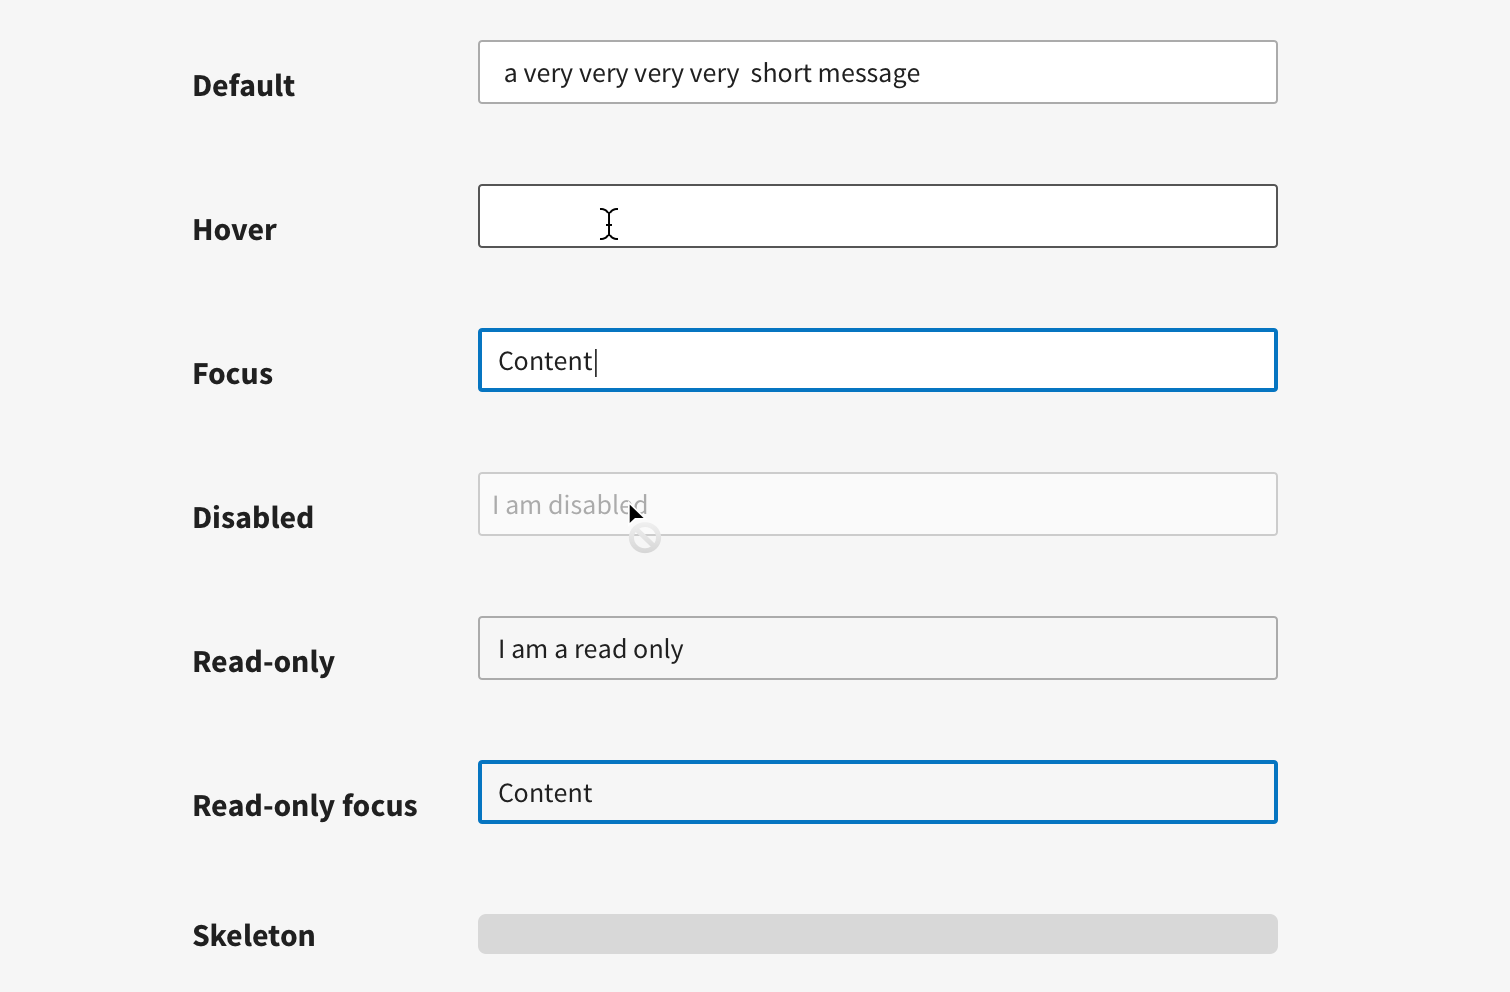 Default
a very very very very  short message
Hover
Focus
Content
Disabled
I am disabled
Read-only
I am a read only
Read-only focus
Content
Skeleton